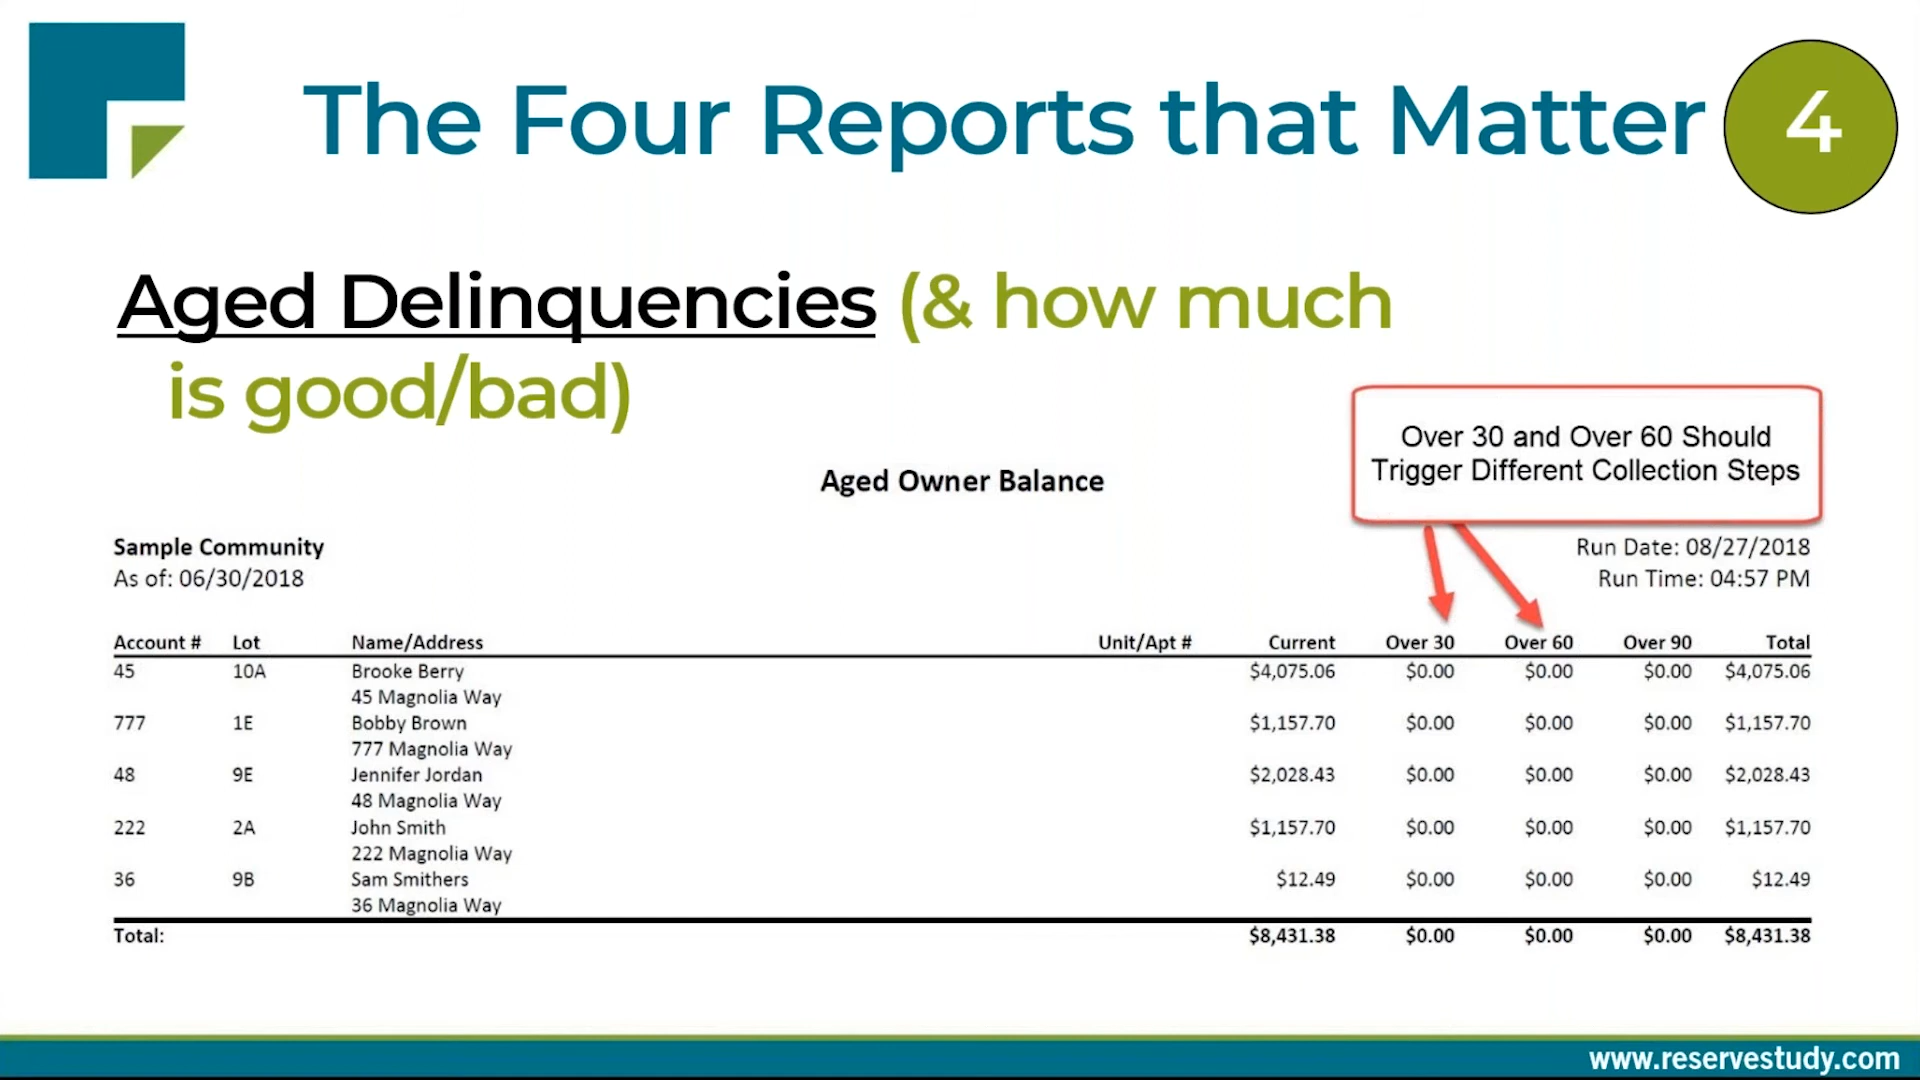 The Four Reports that Matter
4
Aged Delinquencies (& how much
is good/bad)
Over 30 and Over 60 Should
Trigger Different Collection Steps
Aged Owner Balance
Sample Community
Run Date: 08/27/2018
As of: 06/30/2018
Run Time: 04:57 PM
Account # Lot Name/Address Unit/Apt # Current Over 30 Over 60 Over 90 Total
45 10A Brooke Berry $4,075.06 $0.00 $0.00 $0.00 $4,075.06
45 Magnolia Way
777 1E Bobby Brown $1,157.70 $0.00 $0.00 $0.00 $1,157.70
777 Magnolia Way
48 9E Jennifer Jordan $2,028.43 $0.00 $0.00 $0.00 $2,028.43
48 Magnolia Way
222 2A John Smith $1,157.70 $0.00 $0.00 $0.00 $1,157.70
222 Magnolia Way
36 9B Sam Smithers $12.49 $0.00 $0.00 $0.00 $12.49
36 Magnolia Way
Total: $8,431.38 $0.00 $0.00 $0.00 $8,431.38
www.reservestudy.com